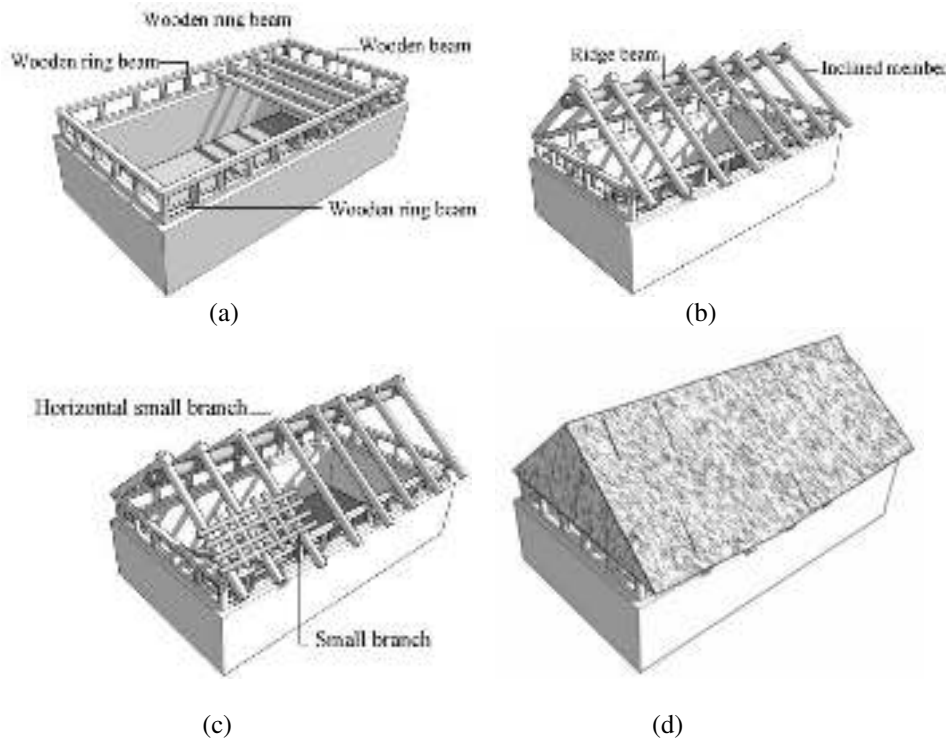 Wooden ring beam
Wooden beam
Wooden ring beam
Wooden ring beam
(a)
Ridge beam
Inclined member
(b)
Horizontal small branch
Small branch
(c)
(d)